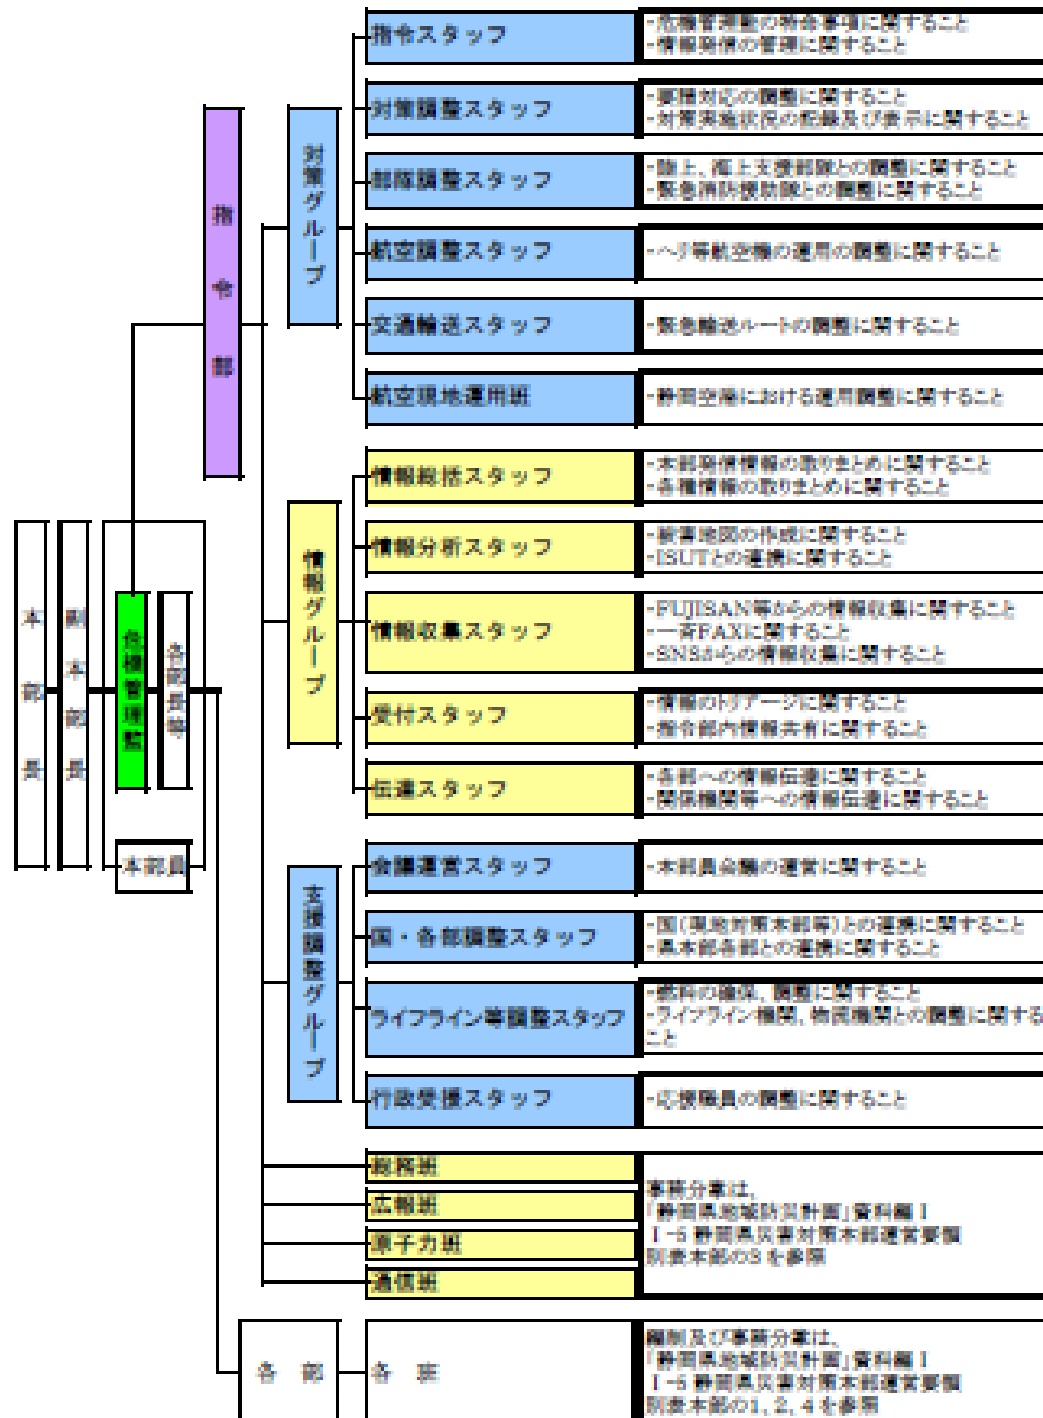 指令スタッフ
・危機管理監の特命事項に関すること
・情報発信の管理に関すること
対策調整スタッフ
・要請対応の調整に関すること
・対策実施状況の記録及び表示に関すること
部隊調整スタッフ
・陸上、海上支援部隊との調整に関すること
・緊急消防援助隊との調整に関すること
航空調整スタッフ
・ヘリ等航空機の運用の調整に関すること
交通輸送スタッフ
・緊急輸送ルートの調整に関すること
航空現地運用班
・静岡空港における運用調整に関すること
対策グループ
指令部
情報総括スタッフ
・本部発信情報の取りまとめに関すること
・各種情報の取りまとめに関すること
情報分析スタッフ
・被害地図の作成に関すること
・ISUTとの連携に関すること
情報収集スタッフ
・FUJISAN等からの情報収集に関すること
・一斉FAXに関すること
・SNSからの情報収集に関すること
受付スタッフ
・情報のトリアージに関すること
・指令部内情報共有に関すること
伝達スタッフ
・各部への情報伝達に関すること
・関係機関等への情報伝達に関すること
情報グループ
本部長
副本部長
危機管理監
各部長等
本部員
会議運営スタッフ
・本部員会議の運営に関すること
国・各部調整スタッフ
・国(現地対策本部等)との連携に関すること
・県本部各部との連携に関すること
ライフライン等調整スタッフ
・燃料の確保、調整に関すること
・ライフライン機関、物流機関との調整に関する
こと
行政受援スタッフ
・応援職員の調整に関すること
支援調整グループ
総務班
広報班
原子力班
通信班
事務分掌は、
「静岡県地域防災計画」資料編Ⅰ
Ⅰ-5 静岡県災害対策本部運営要領
別表本部の3を参照
各 部
各 班
編制及び事務分掌は、
「静岡県地域防災計画」資料編Ⅰ
Ⅰ-5 静岡県災害対策本部運営要領
別表本部の1、2、4を参照